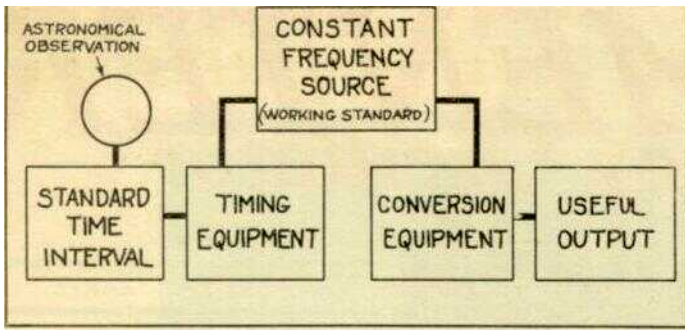 ASTRONOMICAL
OBSERVATION
CONSTANT
FREQUENCY
SOURCE
(WORKING STANDARD)
STANDARD
TIME
INTERVAL
TIMING
EQUIPMENT
CONVERSION
EQUIPMENT
USEFUL
OUTPUT